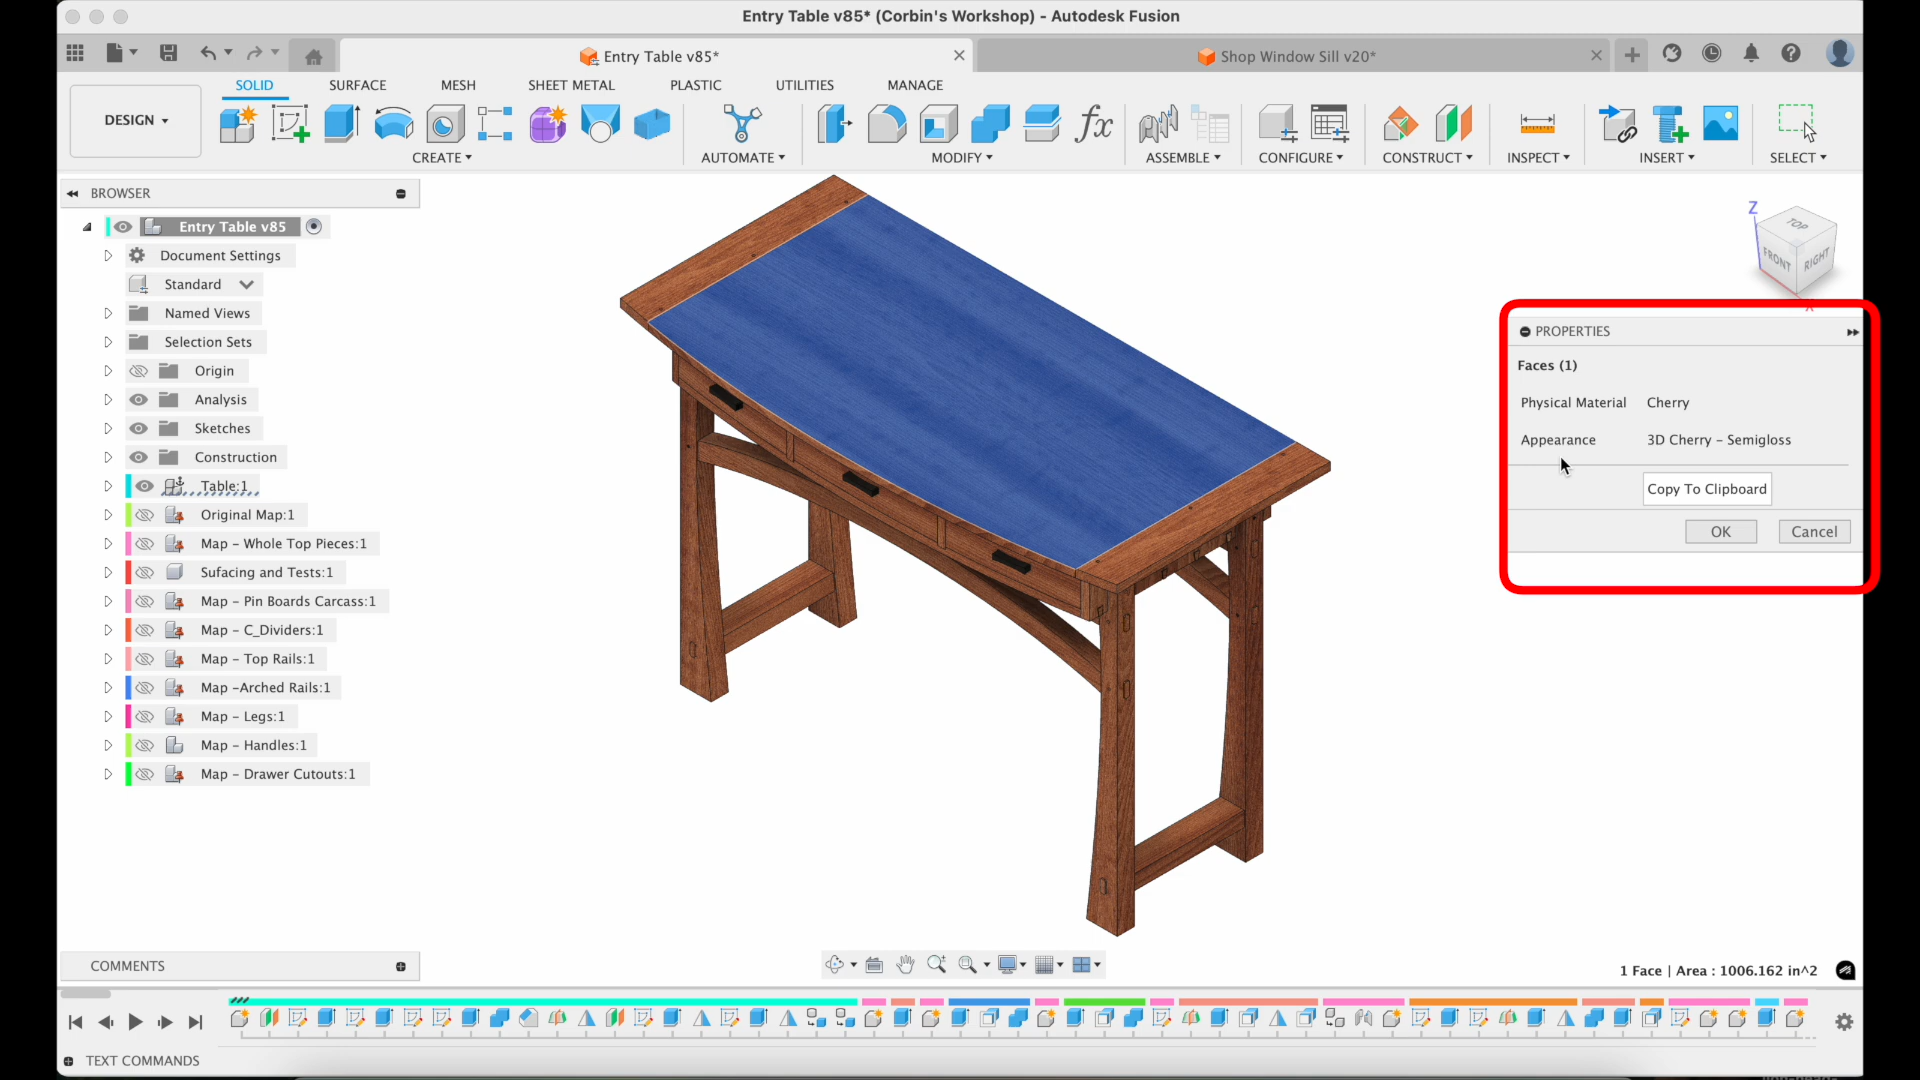 Entry Table v85* (Corbin's Workshop) - Autodesk Fusion
Entry Table v85*
Shop Window Sill v20*
SOLID SURFACE MESH SHEET METAL PLASTIC UTILITIES MANAGE
DESIGN
CREATE AUTOMATE MODIFY ASSEMBLE CONFIGURE CONSTRUCT INSPECT INSERT SELECT
fx
BROWSER
Entry Table v85
Document Settings
Standard
Named Views
Selection Sets
Origin
Analysis
Sketches
Construction
Table:1
Original Map:1
Map - Whole Top Pieces:1
Sufacing and Tests:1
Map - Pin Boards Carcass:1
Map - C_Dividers:1
Map - Top Rails:1
Map -Arched Rails:1
Map - Legs:1
Map - Handles:1
Map - Drawer Cutouts:1
Z
TOP
FRONT
RIGHT
X
PROPERTIES
Faces (1)
Physical Material Cherry
Appearance 3D Cherry - Semigloss
Copy To Clipboard
OK Cancel
COMMENTS
1 Face | Area : 1006.162 in^2
TEXT COMMANDS